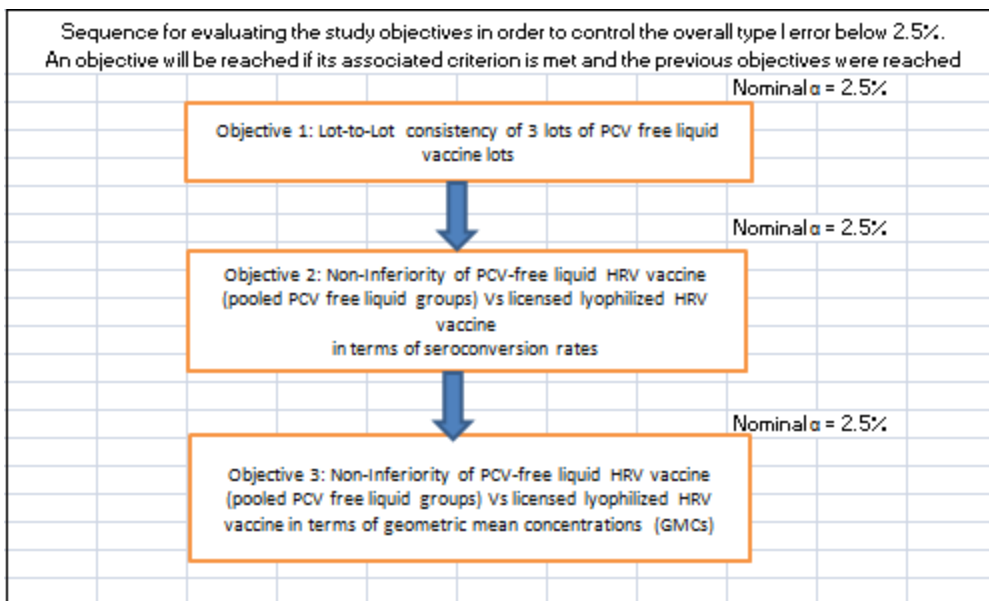 Sequence for evaluating the study objectives in order to control the overall type I error below 2.5%.
An objective will be reached if its associated criterion is met and the previous objectives were reached
Nominal α = 2.5%
Objective 1: Lot-to-Lot consistency of 3 lots of PCV free liquid
vaccine lots
Nominal α = 2.5%
Objective 2: Non-Inferiority of PCV-free liquid HRV vaccine
(pooled PCV free liquid groups) Vs licensed lyophilized HRV
vaccine
in terms of seroconversion rates
Nominal α = 2.5%
Objective 3: Non-Inferiority of PCV-free liquid HRV vaccine
(pooled PCV free liquid groups) Vs licensed lyophilized HRV
vaccine in terms of geometric mean concentrations (GMCs)